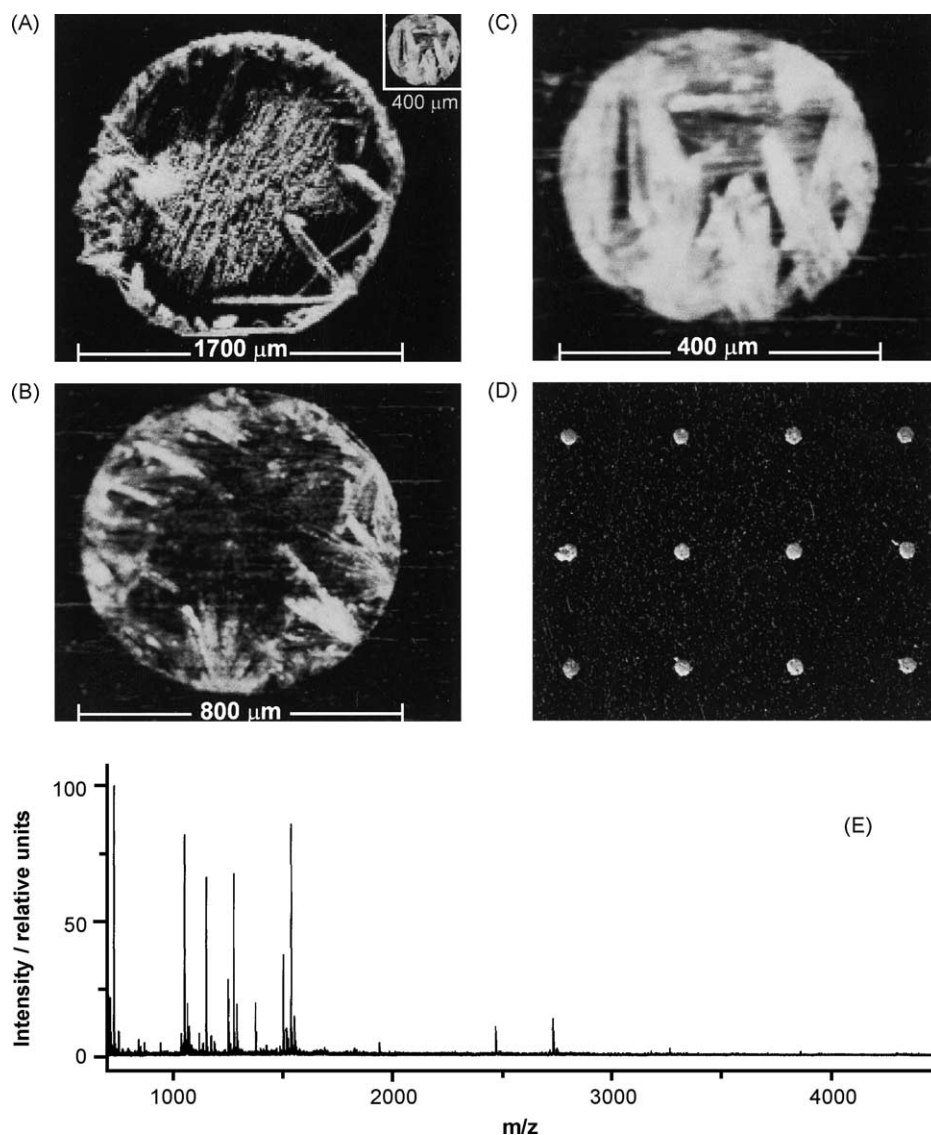 (A)
400 μm
1700 μm
(C)
400 μm
(B)
800 μm
(D)
(E)
Intensity / relative units
100
50
0
1000
2000
3000
4000
m/z